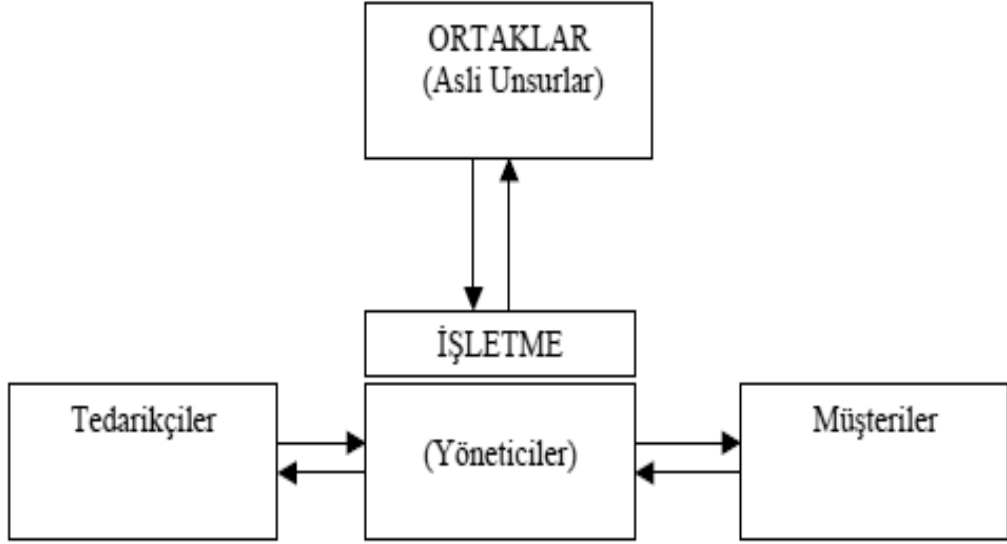 ORTAKLAR
(Asli Unsurlar)
İŞLETME
Tedarikçiler
(Yöneticiler)
Müşteriler